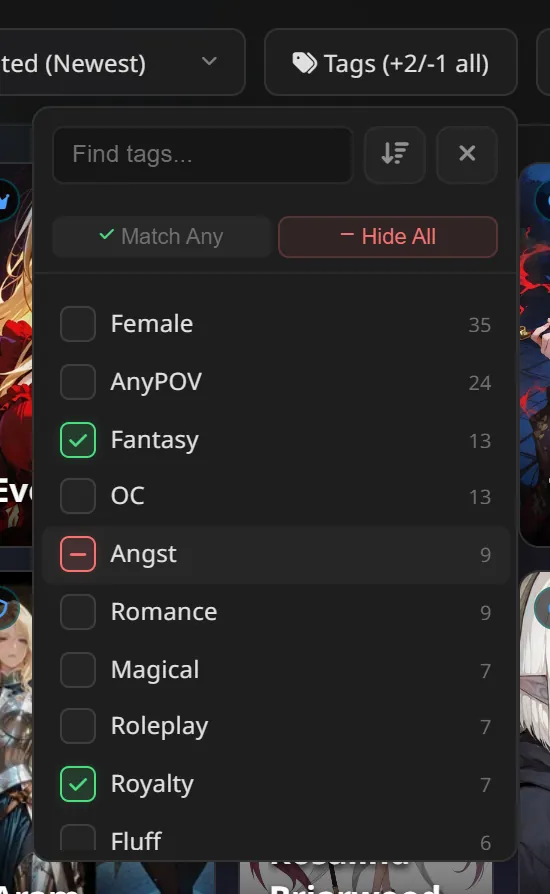 ted (Newest)
Tags (+2/-1 all)
Find tags...
Match Any
Hide All
Female 35
AnyPOV 24
Fantasy 13
OC 13
Angst 9
Romance 9
Magical 7
Roleplay 7
Royalty 7
Fluff 6